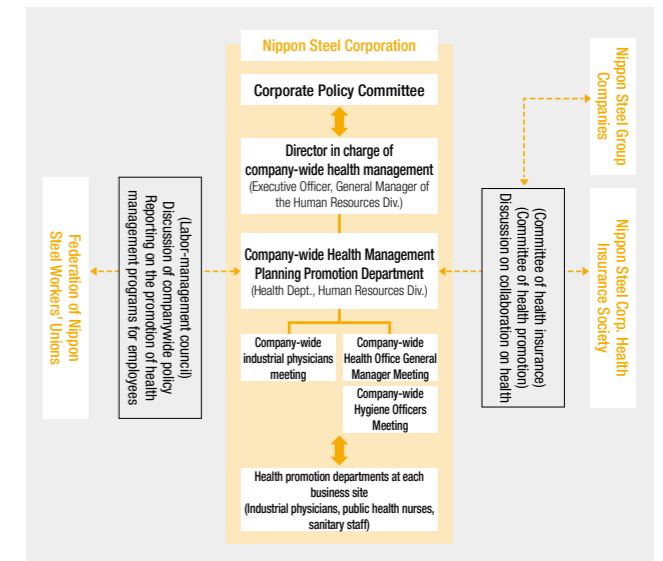 Nippon Steel Corporation
Corporate Policy Committee
Director in charge of
company-wide health management
(Executive Officer, General Manager of
the Human Resources Div.)
Company-wide Health Management
Planning Promotion Department
(Health Dept., Human Resources Div.)
Company-wide
industrial physicians
meeting
Company-wide
Health Office General
Manager Meeting
Company-wide
Hygiene Officers
Meeting
Health promotion departments at each
business site
(Industrial physicians, public health nurses,
sanitary staff)
Federation of Nippon
Steel Workers' Unions
(Labor-management council)
Discussion of companywide policy
Reporting on the promotion of health
management programs for employees
(Committee of health insurance)
(Committee of health promotion)
Discussion on collaboration on health
Nippon Steel Group
Companies
Nippon Steel Corp. Health
Insurance Society